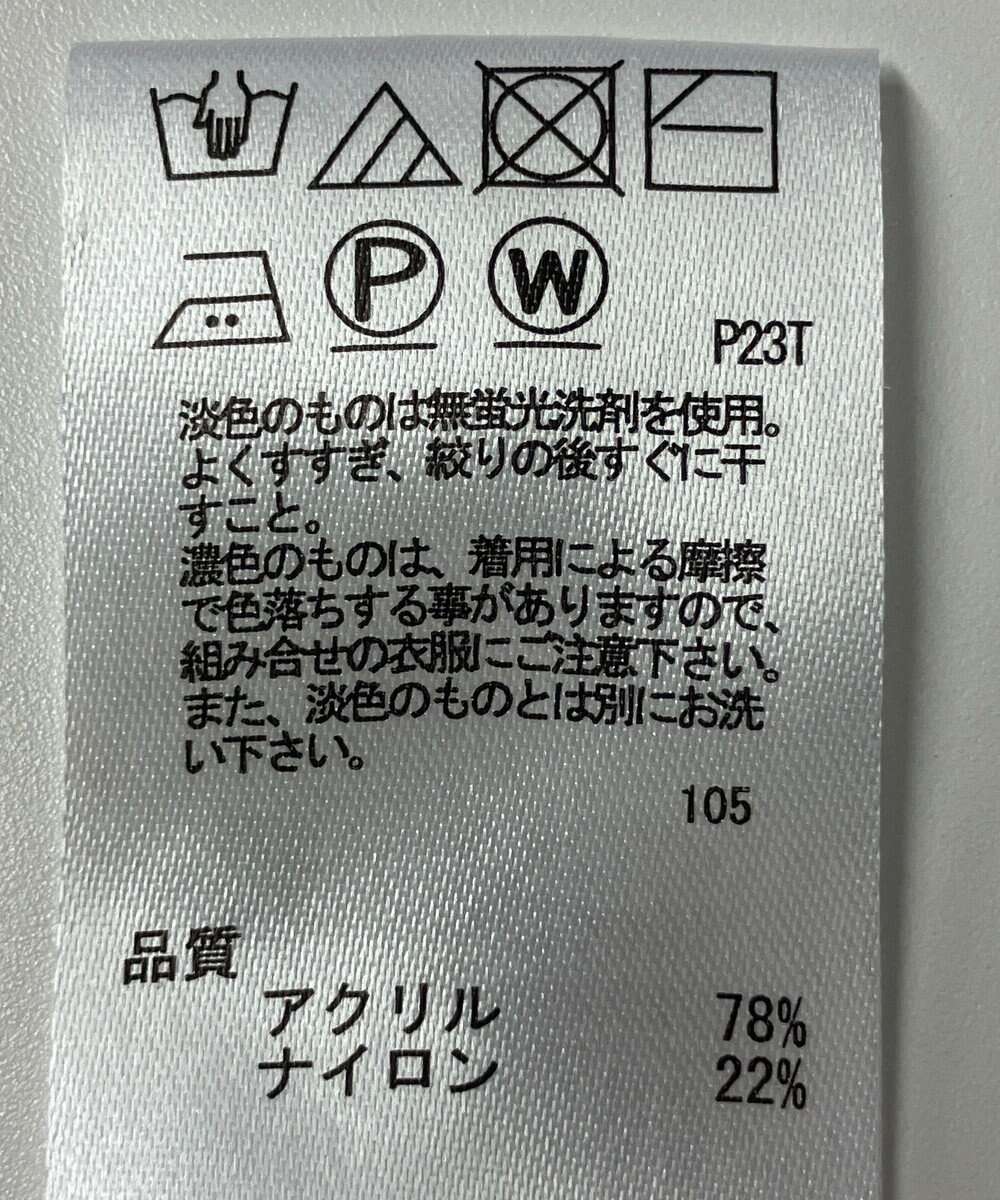 P W
P23T
淡色のものは無蛍光洗剤を使用。
よくすすぎ、絞りの後すぐに干
すこと。
濃色のものは、着用による摩擦
で色落ちする事がありますので、
組み合せの衣服にご注意下さい。
また、淡色のものとは別にお洗
い下さい。
105
品質
アクリル 78%
ナイロン 22%